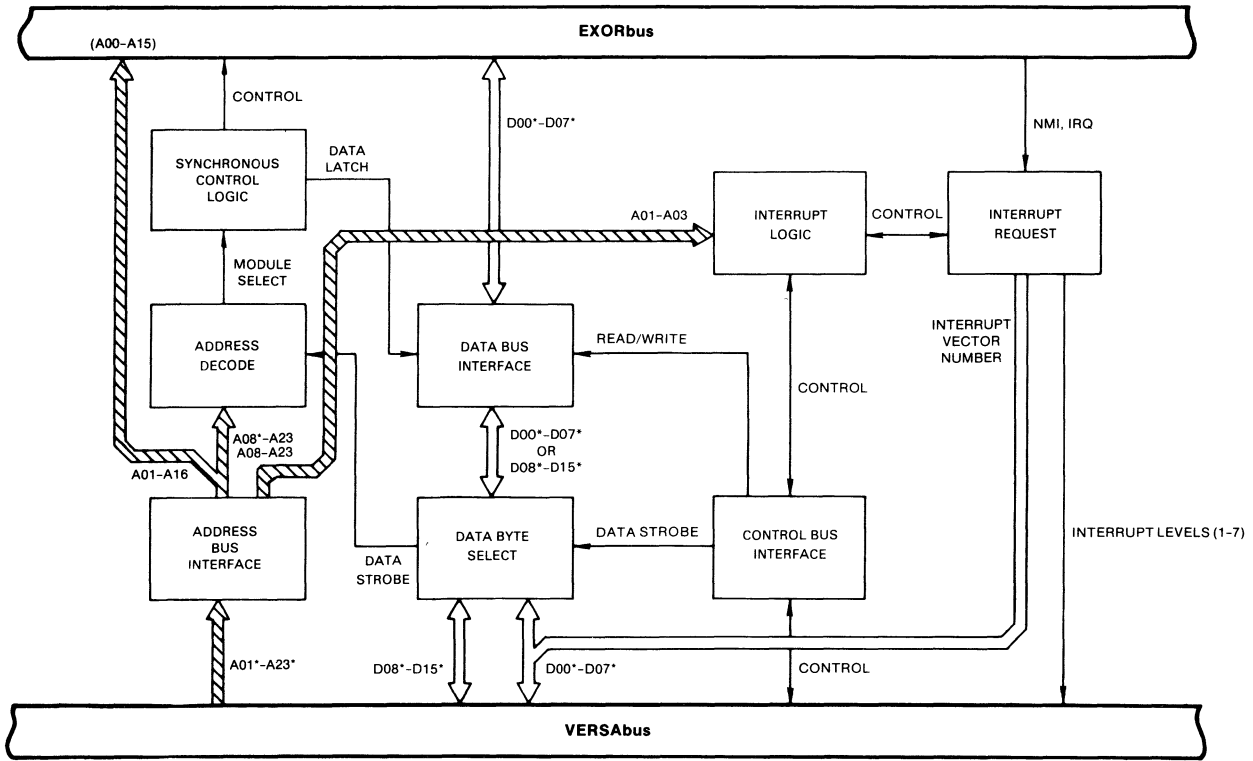 EXORbus
(A00–A15)
CONTROL
D00*–D07*
NMI, IRQ
SYNCHRONOUS
CONTROL
LOGIC
DATA
LATCH
A01–A03
INTERRUPT
LOGIC
CONTROL
INTERRUPT
REQUEST
MODULE
SELECT
ADDRESS
DECODE
DATA BUS
INTERFACE
READ/WRITE
INTERRUPT
VECTOR
NUMBER
CONTROL
A08*–A23
A08–A23
A01–A16
D00*–D07*
OR
D08*–D15*
ADDRESS
BUS
INTERFACE
DATA
STROBE
DATA BYTE
SELECT
DATA STROBE
CONTROL BUS
INTERFACE
INTERRUPT LEVELS (1–7)
A01*–A23*
D08*–D15*
D00*–D07*
CONTROL
VERSAbus